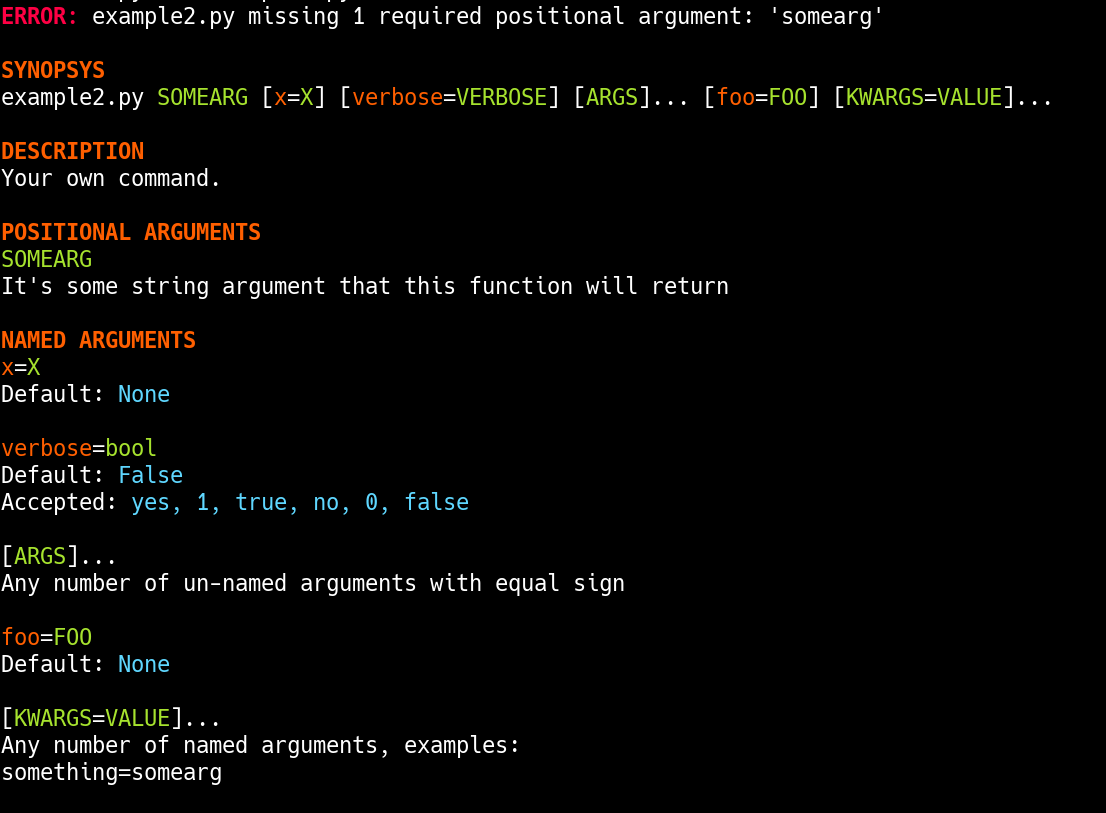 ERROR: example2.py missing 1 required positional argument: 'somearg'
SYNOPSYS
example2.py SOMEARG [x=X] [verbose=VERBOSE] [ARGS]... [foo=FOO] [KWARGS=VALUE]...
DESCRIPTION
Your own command.
POSITIONAL ARGUMENTS
SOMEARG
It's some string argument that this function will return
NAMED ARGUMENTS
x=X
Default: None
verbose=bool
Default: False
Accepted: yes, 1, true, no, 0, false
[ARGS]...
Any number of un-named arguments with equal sign
foo=FOO
Default: None
[KWARGS=VALUE]...
Any number of named arguments, examples:
something=somearg